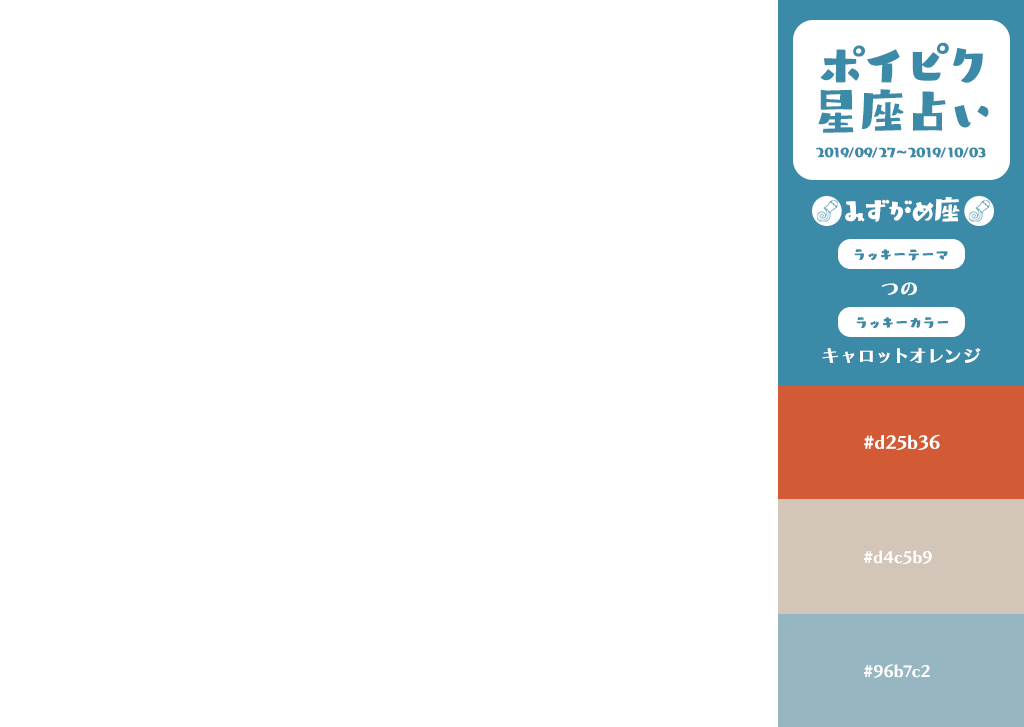 ポイピク
星座占い
2019/09/27~2019/10/03
みずがめ座
ラッキーテーマ
つの
ラッキーカラー
キャロットオレンジ
#d25b36
#d4c5b9
#96b7c2